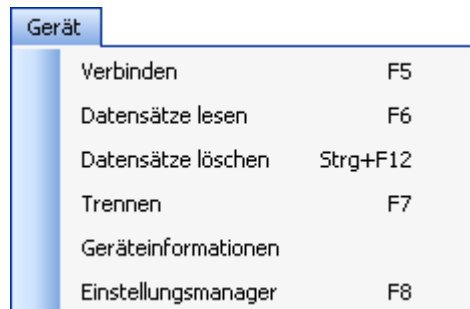 Gerät
Verbinden F5
Datensätze lesen F6
Datensätze löschen Strg+F12
Trennen F7
Geräteinformationen
Einstellungsmanager F8